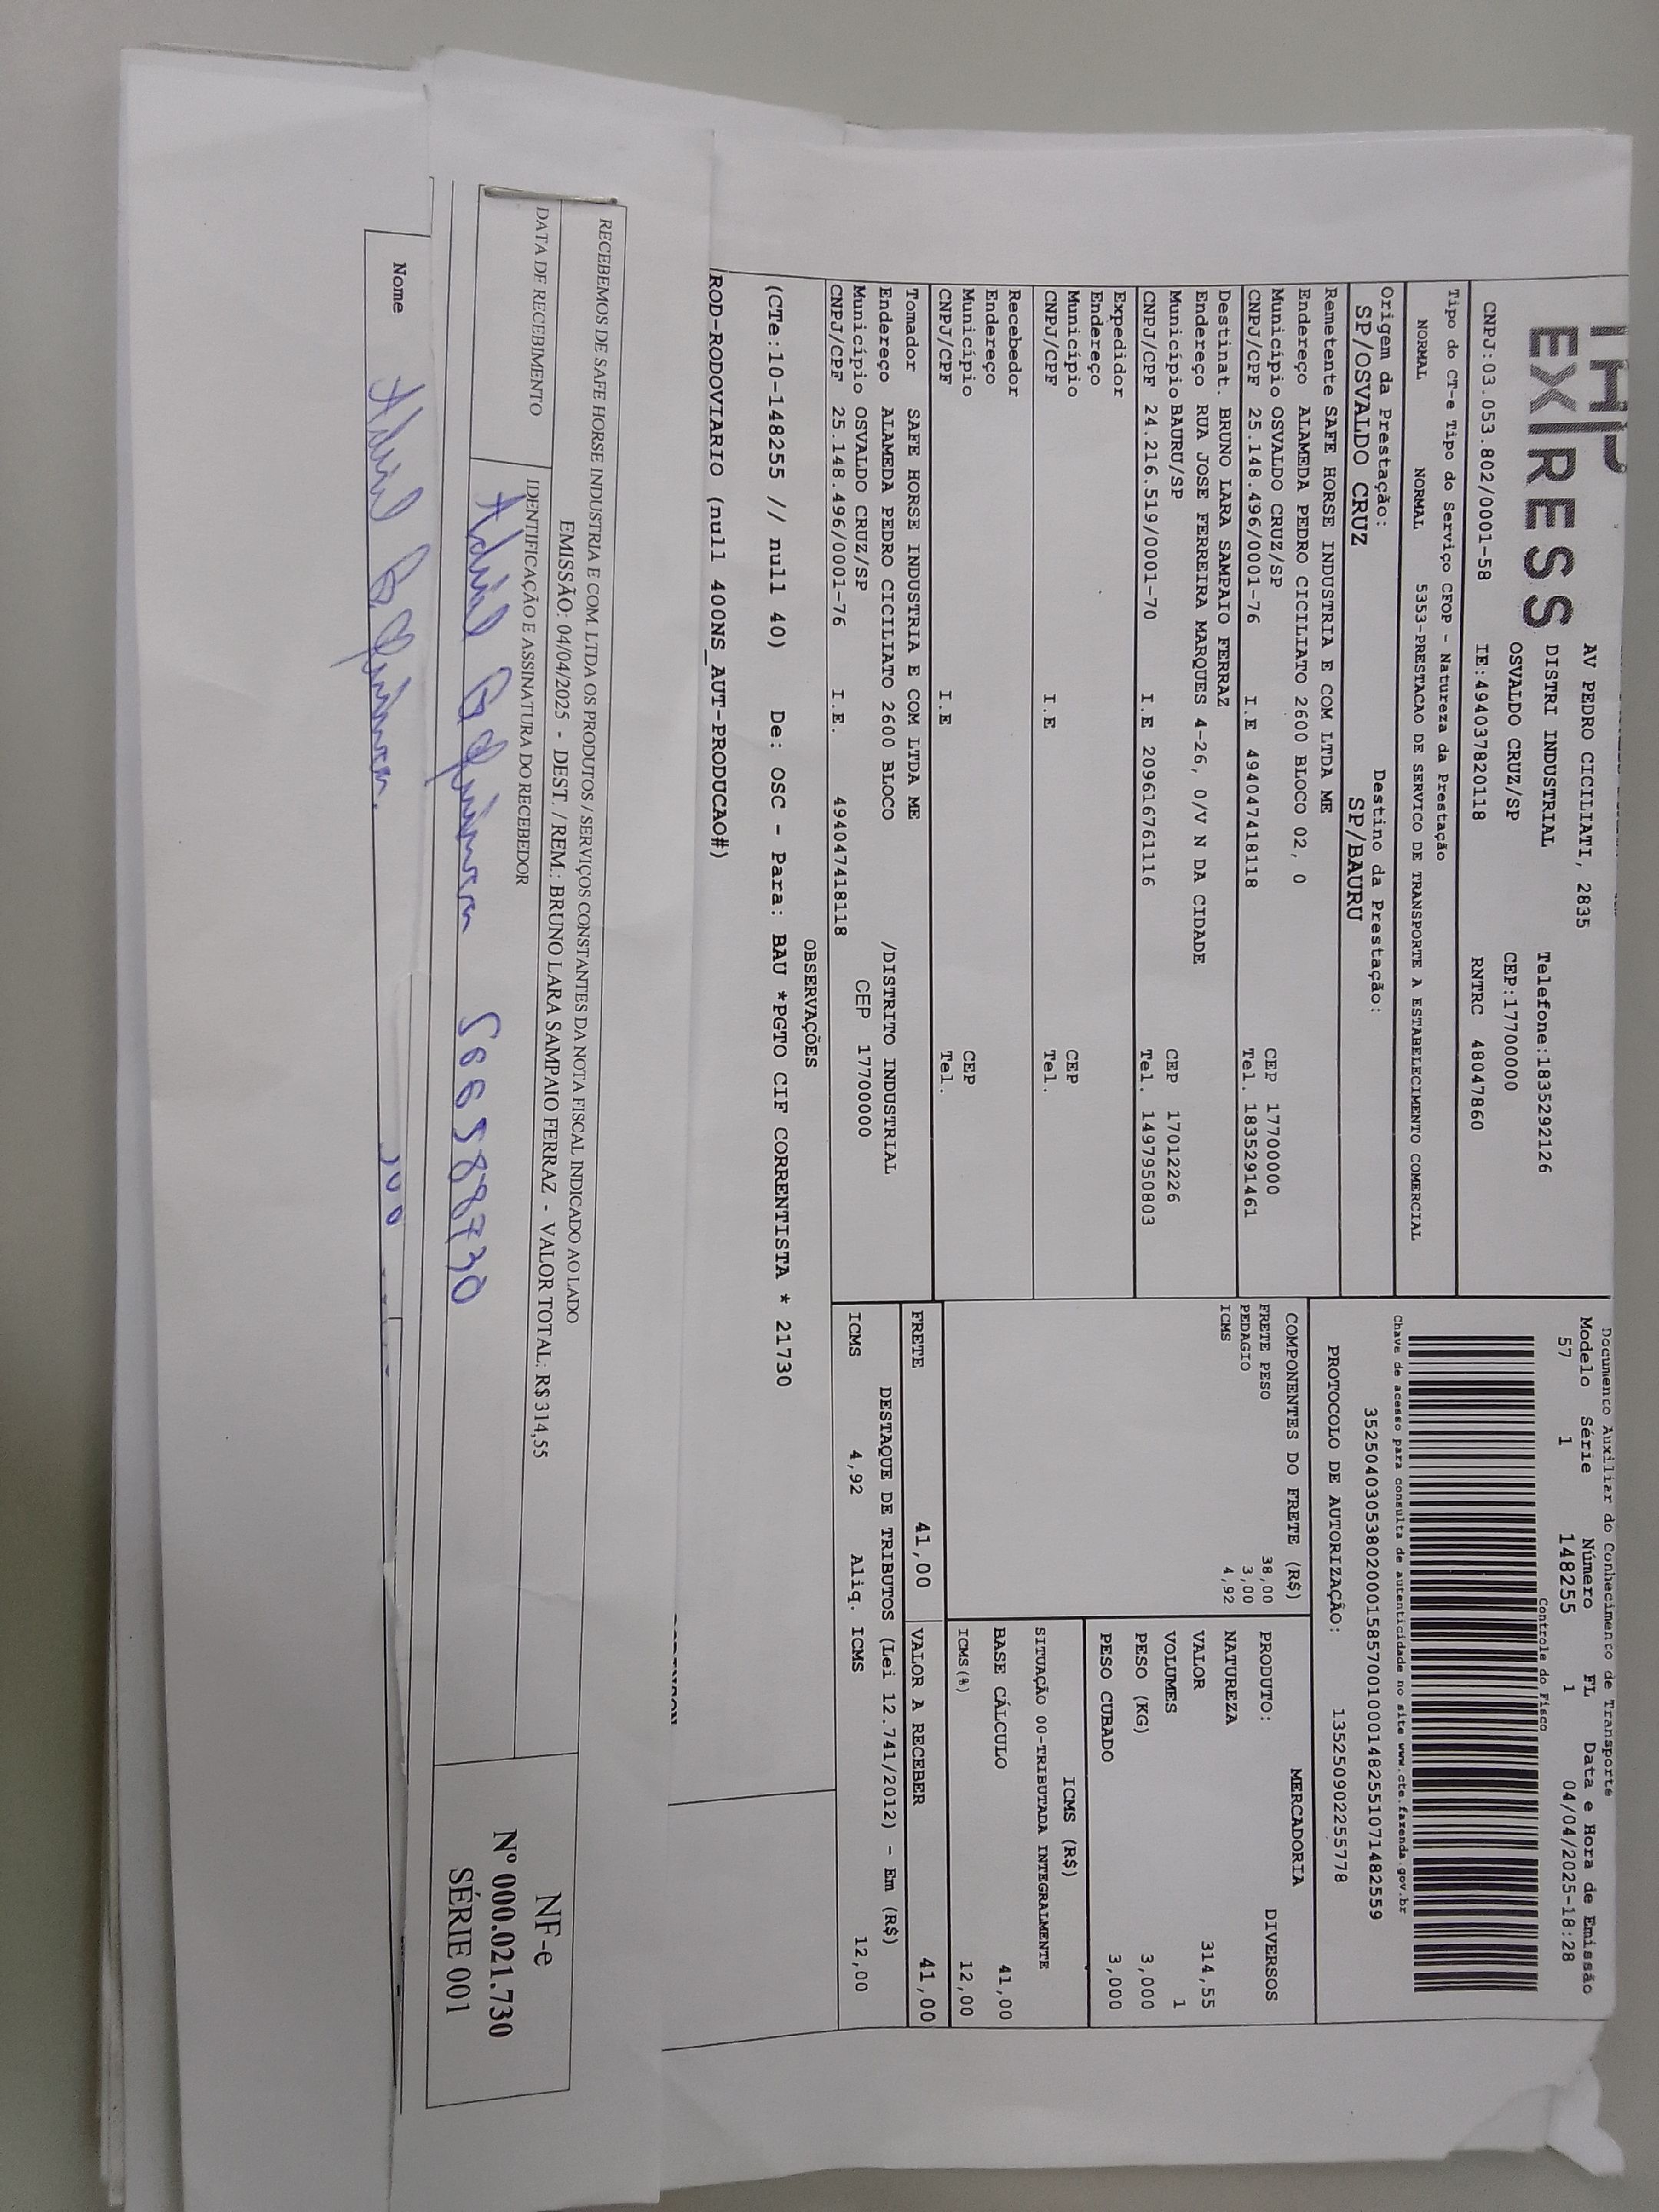 EXPRESS
AV PEDRO CICILIATI, 2835
DISTRI INDUSTRIAL
OSVALDO CRUZ/SP
Telefone:1835292126
CEP:17700000
CNPJ:03.053.802/0001-58 IE:494037820118 RNTRC 48047860
Tipo do CT-e Tipo do Serviço CFOP - Natureza da Prestação
NORMAL NORMAL 5353-PRESTACAO DE SERVICO DE TRANSPORTE A ESTABELECIMENTO COMERCIAL
Origem da Prestação: Destino da Prestação:
SP/OSVALDO CRUZ SP/BAURU
Remetente SAFE HORSE INDUSTRIA E COM LTDA ME
Endereço ALAMEDA PEDRO CICILIATO 2600 BLOCO 02, 0
Município OSVALDO CRUZ/SP CEP 17700000
CNPJ/CPF 25.148.496/0001-76 I.E 494047418118 Tel. 1835291461
Destinat. BRUNO LARA SAMPAIO FERRAZ
Endereço RUA JOSE FERREIRA MARQUES 4-26, 0/V N DA CIDADE
Município BAURU/SP CEP 17012226
CNPJ/CPF 24.216.519/0001-70 I.E 209616761116 Tel. 1497950803
Expedidor
Endereço
Município CEP
CNPJ/CPF I.E Tel.
Recebedor
Endereço
Município CEP
CNPJ/CPF I.E Tel.
Tomador SAFE HORSE INDUSTRIA E COM LTDA ME
Endereço ALAMEDA PEDRO CICILIATO 2600 BLOCO /DISTRITO INDUSTRIAL
Município OSVALDO CRUZ/SP CEP 17700000
CNPJ/CPF 25.148.496/0001-76 I.E. 494047418118
Documento Auxiliar do Conhecimento de Transporte
Modelo Série Número FL Data e Hora de Emissão
57 1 148255 1 04/04/2025-18:28
Controle do Fisco
Chave de acesso para consulta de autenticidade no site www.cte.fazenda.gov.br
35250403053802000158570010001482551071482559
PROTOCOLO DE AUTORIZAÇÃO: 135250902255778
COMPONENTES DO FRETE (R$)
FRETE PESO 38,00
PEDAGIO 3,00
ICMS 4,92
MERCADORIA
PRODUTO: DIVERSOS
NATUREZA
VALOR 314,55
VOLUMES 1
PESO (KG) 3,000
PESO CUBADO 3,000
ICMS (R$)
SITUAÇÃO 00-TRIBUTADA INTEGRALMENTE
BASE CÁLCULO 41,00
ICMS(%) 12,00
FRETE 41,00 VALOR A RECEBER 41,00
DESTAQUE DE TRIBUTOS (Lei 12.741/2012) - Em (R$)
ICMS 4,92 Aliq. ICMS 12,00
OBSERVAÇÕES
(CTe:10-148255 // null 40) De: OSC - Para: BAU *PGTO CIF CORRENTISTA * 21730
ROD-RODOVIARIO (null 400NS_AUT-PRODUCAO#)
RECEBEMOS DE SAFE HORSE INDUSTRIA E COM. LTDA OS PRODUTOS / SERVIÇOS CONSTANTES DA NOTA FISCAL INDICADO AO LADO
EMISSÃO: 04/04/2025 - DEST. / REM.: BRUNO LARA SAMPAIO FERRAZ - VALOR TOTAL: R$ 314,55
DATA DE RECEBIMENTO IDENTIFICAÇÃO E ASSINATURA DO RECEBEDOR
566588730
NF-e
Nº 000.021.730
SÉRIE 001
Nome